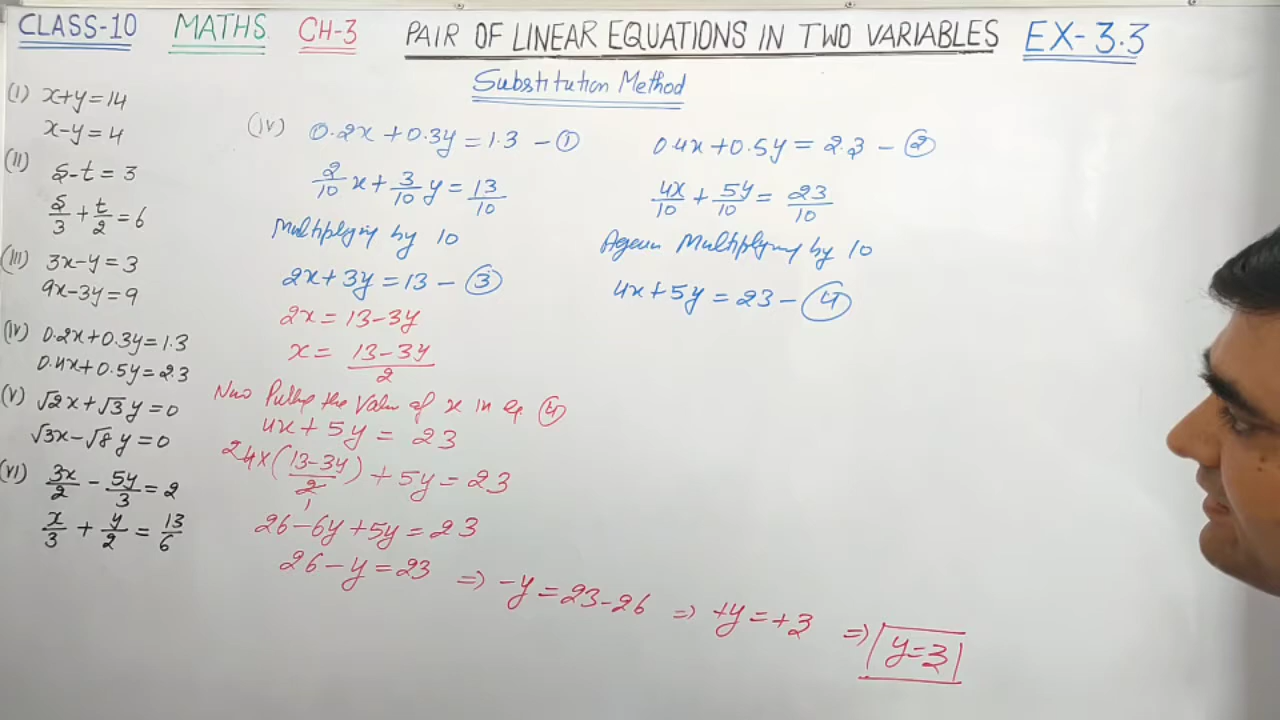 CLASS-10 MATHS CH-3 PAIR OF LINEAR EQUATIONS IN TWO VARIABLES EX-3.3
Substitution Method
(I) x+y=14
x-y=4
(II) s-t=3
s/3+t/2=6
(III) 3x-y=3
9x-3y=9
(IV) 0.2x+0.3y=1.3
0.4x+0.5y=2.3
(V) √2x+√3y=0
√3x-√8y=0
(VI) 3x/2-5y/3=2
x/3+y/2=13/6
(IV) 0.2x+0.3y=1.3-①
2/10x+3/10y=13/10
Multiplying by 10
2x+3y=13-③
2x=13-3y
x=13-3y/2
Now Putting the Value of x in eq ④
4x+5y=23
24x(13-3y/2)+5y=23
1
26-6y+5y=23
26-y=23 ⇒ -y=23-26 ⇒ +y=+3 ⇒ y=3
0.4x+0.5y=2.3-②
4x/10+5y/10=23/10
Again Multiplying by 10
4x+5y=23-④